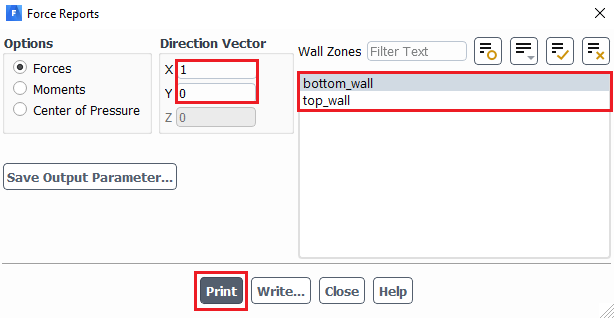 Force Reports
Options
Forces
Moments
Center of Pressure
Direction Vector
X 1
Y 0
Z 0
Wall Zones Filter Text
bottom_wall
top_wall
Save Output Parameter...
Print Write... Close Help